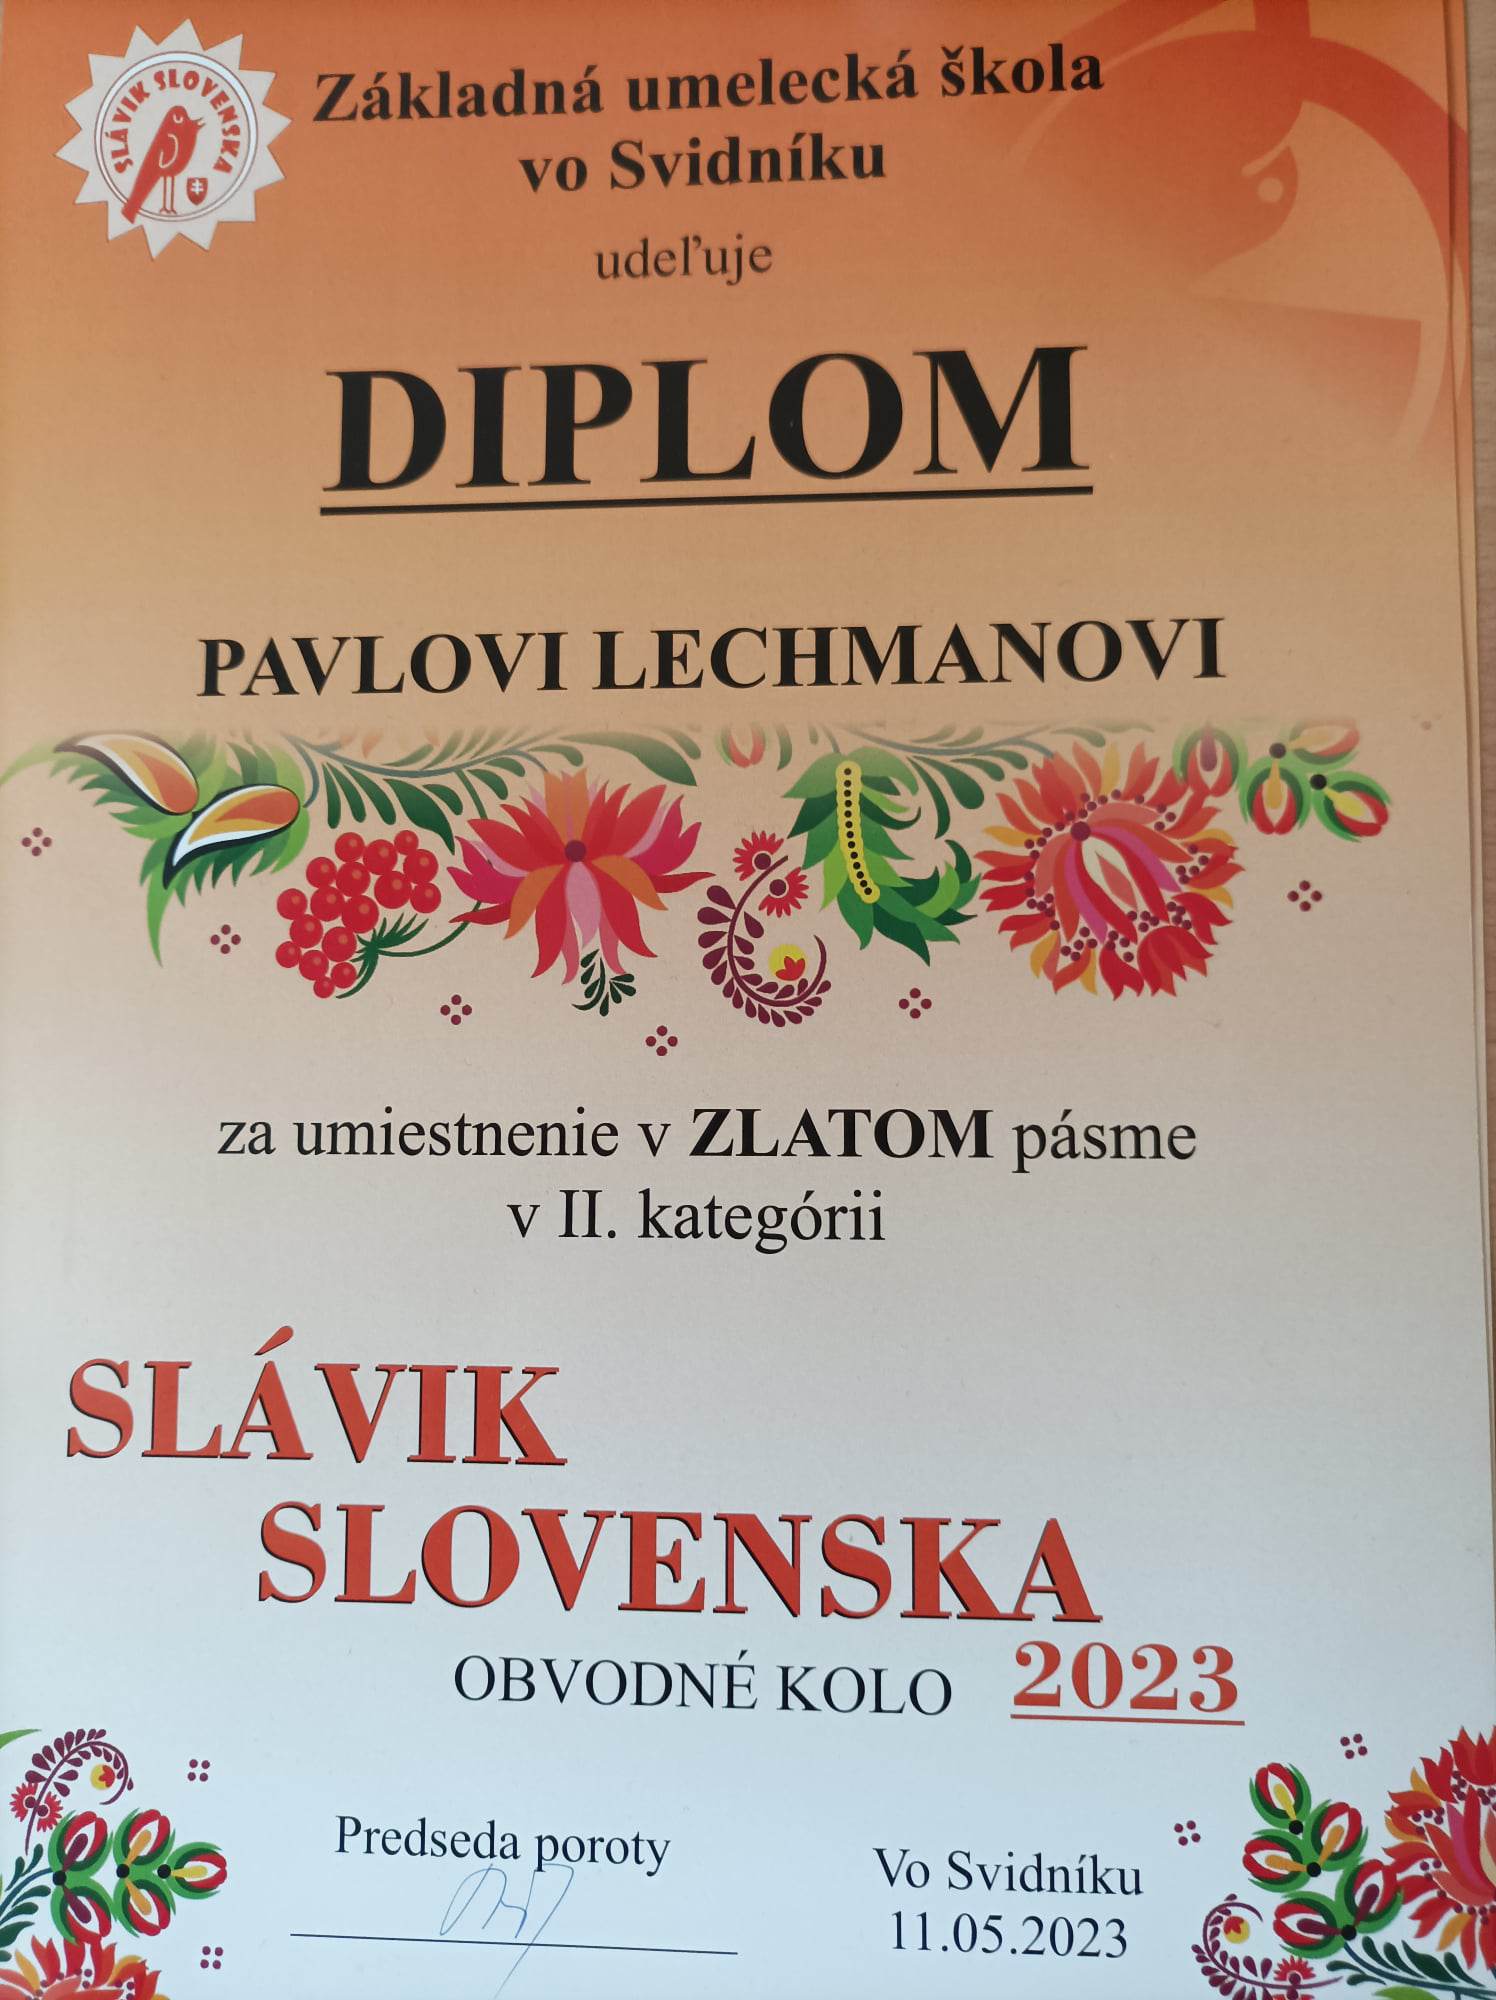 SLÁVIK SLOVENSKA
Základná umelecká škola
vo Svidníku
udeľuje
DIPLOM
PAVLOVI LECHMANOVI
za umiestnenie v ZLATOM pásme
v II. kategórii
SLÁVIK
SLOVENSKA
OBVODNÉ KOLO 2023
Predseda poroty
Vo Svidníku
11.05.2023